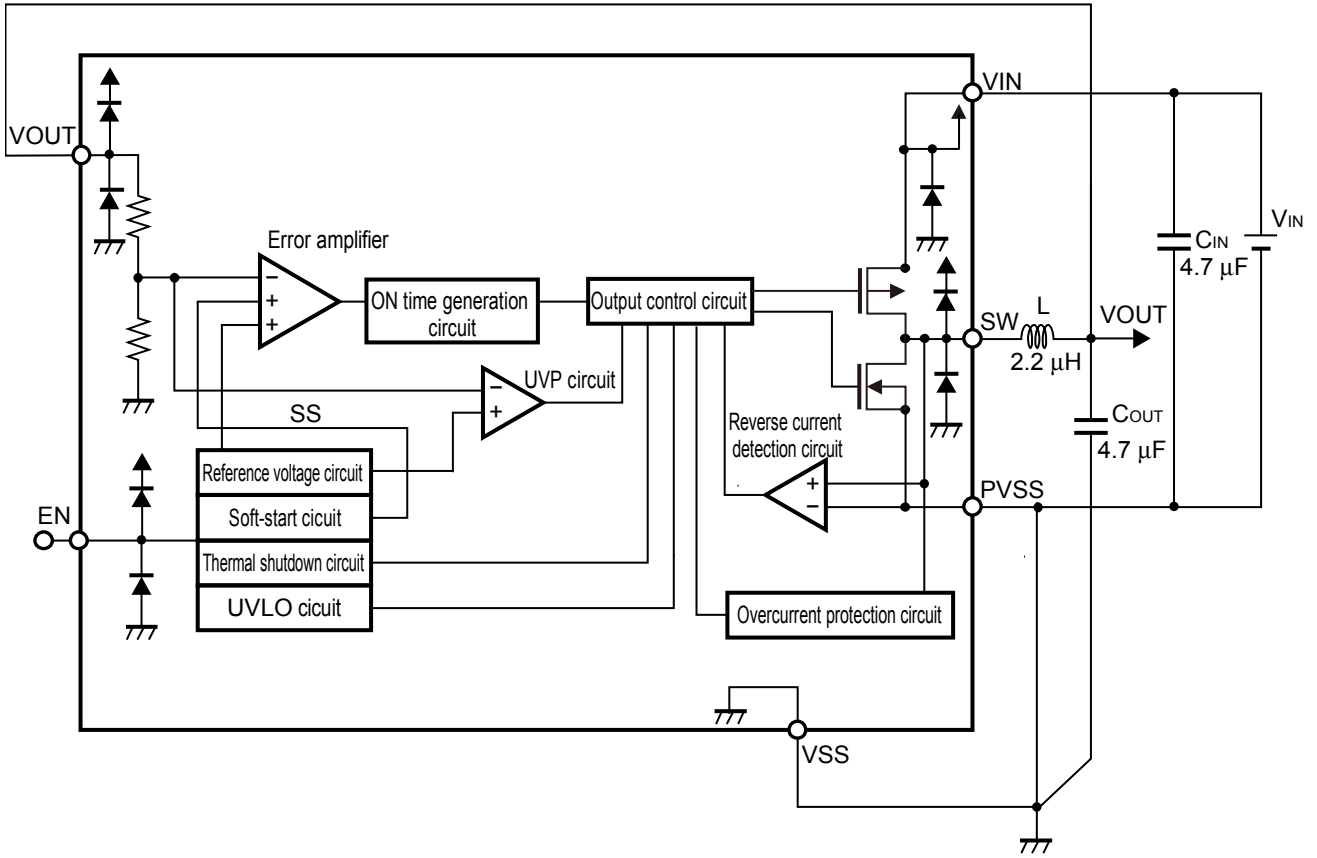 VIN
VOUT
Error amplifier
VIN
CIN
4.7 µF
−
+
+
ON time generation
circuit
Output control circuit
SW
L
VOUT
2.2 µH
UVP circuit
−
+
SS
COUT
4.7 µF
Reverse current
detection circuit
Reference voltage circuit
+
−
PVSS
EN
Soft-start cicuit
Thermal shutdown circuit
UVLO cicuit
Overcurrent protection circuit
VSS